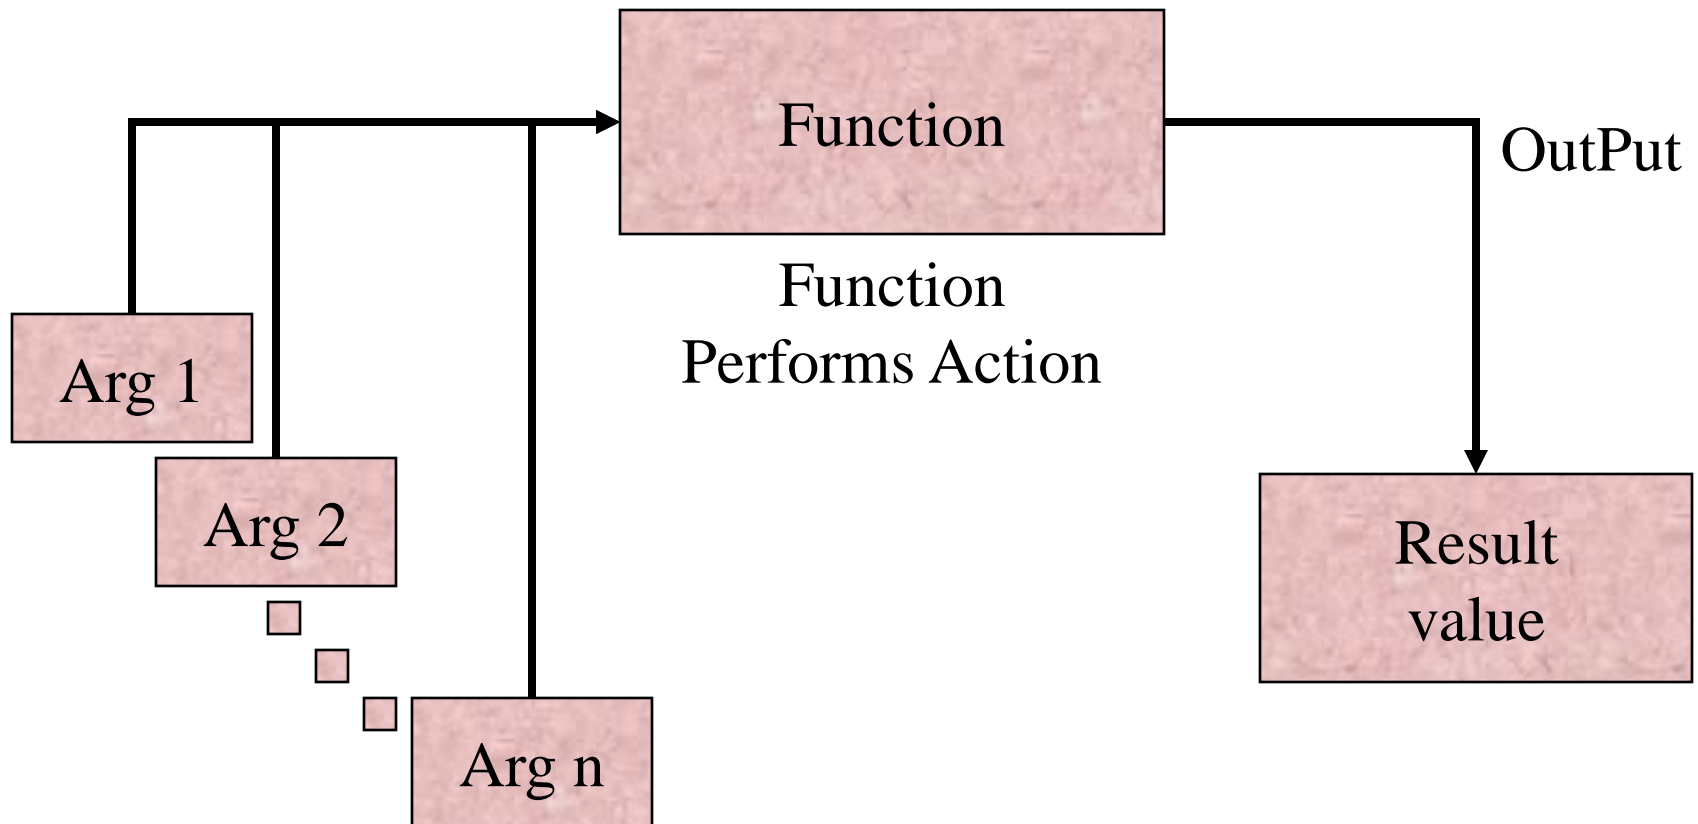 Function
OutPut
Function
Performs Action
Arg 1
Arg 2
Arg n
Result
value